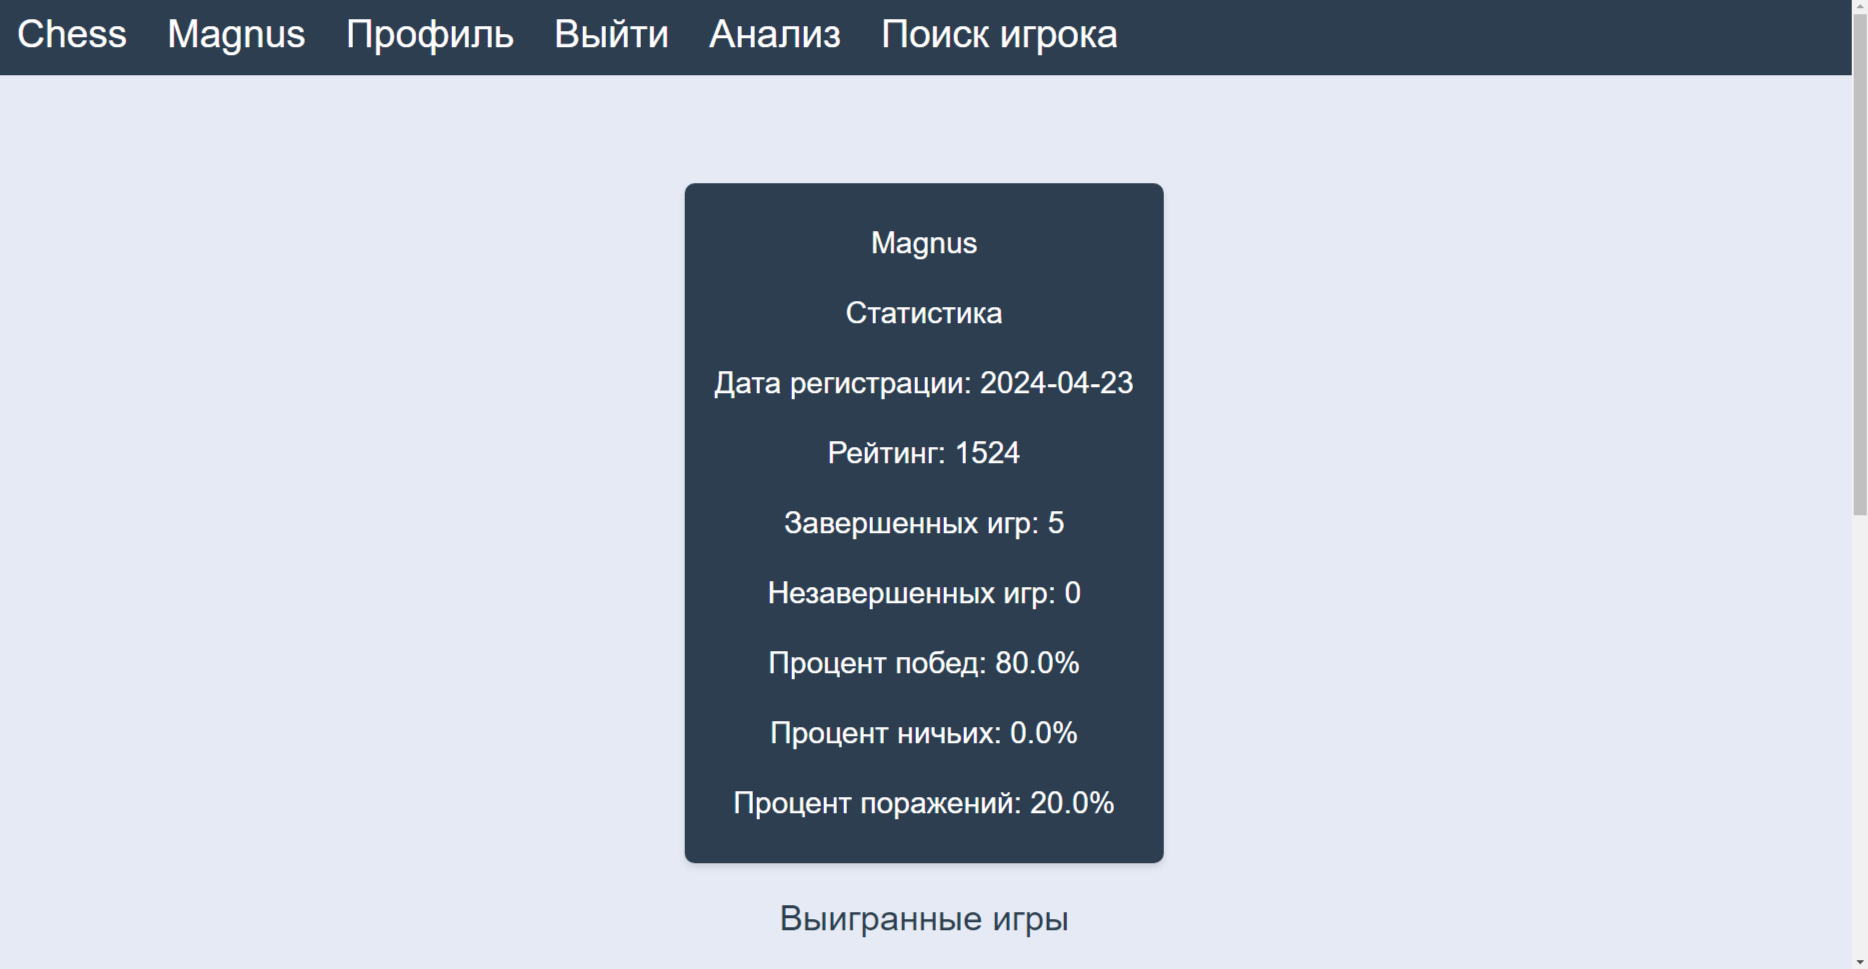 Chess Magnus Профиль Выйти Анализ Поиск игрока
Magnus
Статистика
Дата регистрации: 2024-04-23
Рейтинг: 1524
Завершенных игр: 5
Незавершенных игр: 0
Процент побед: 80.0%
Процент ничьих: 0.0%
Процент поражений: 20.0%
Выигранные игры